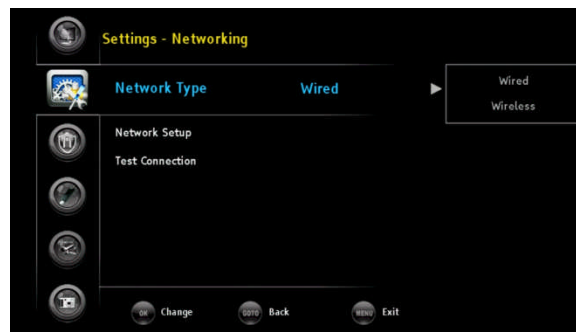 Settings - Networking
Network Type Wired
Wired
Wireless
Network Setup
Test Connection
OK Change GOTO Back MENU Exit